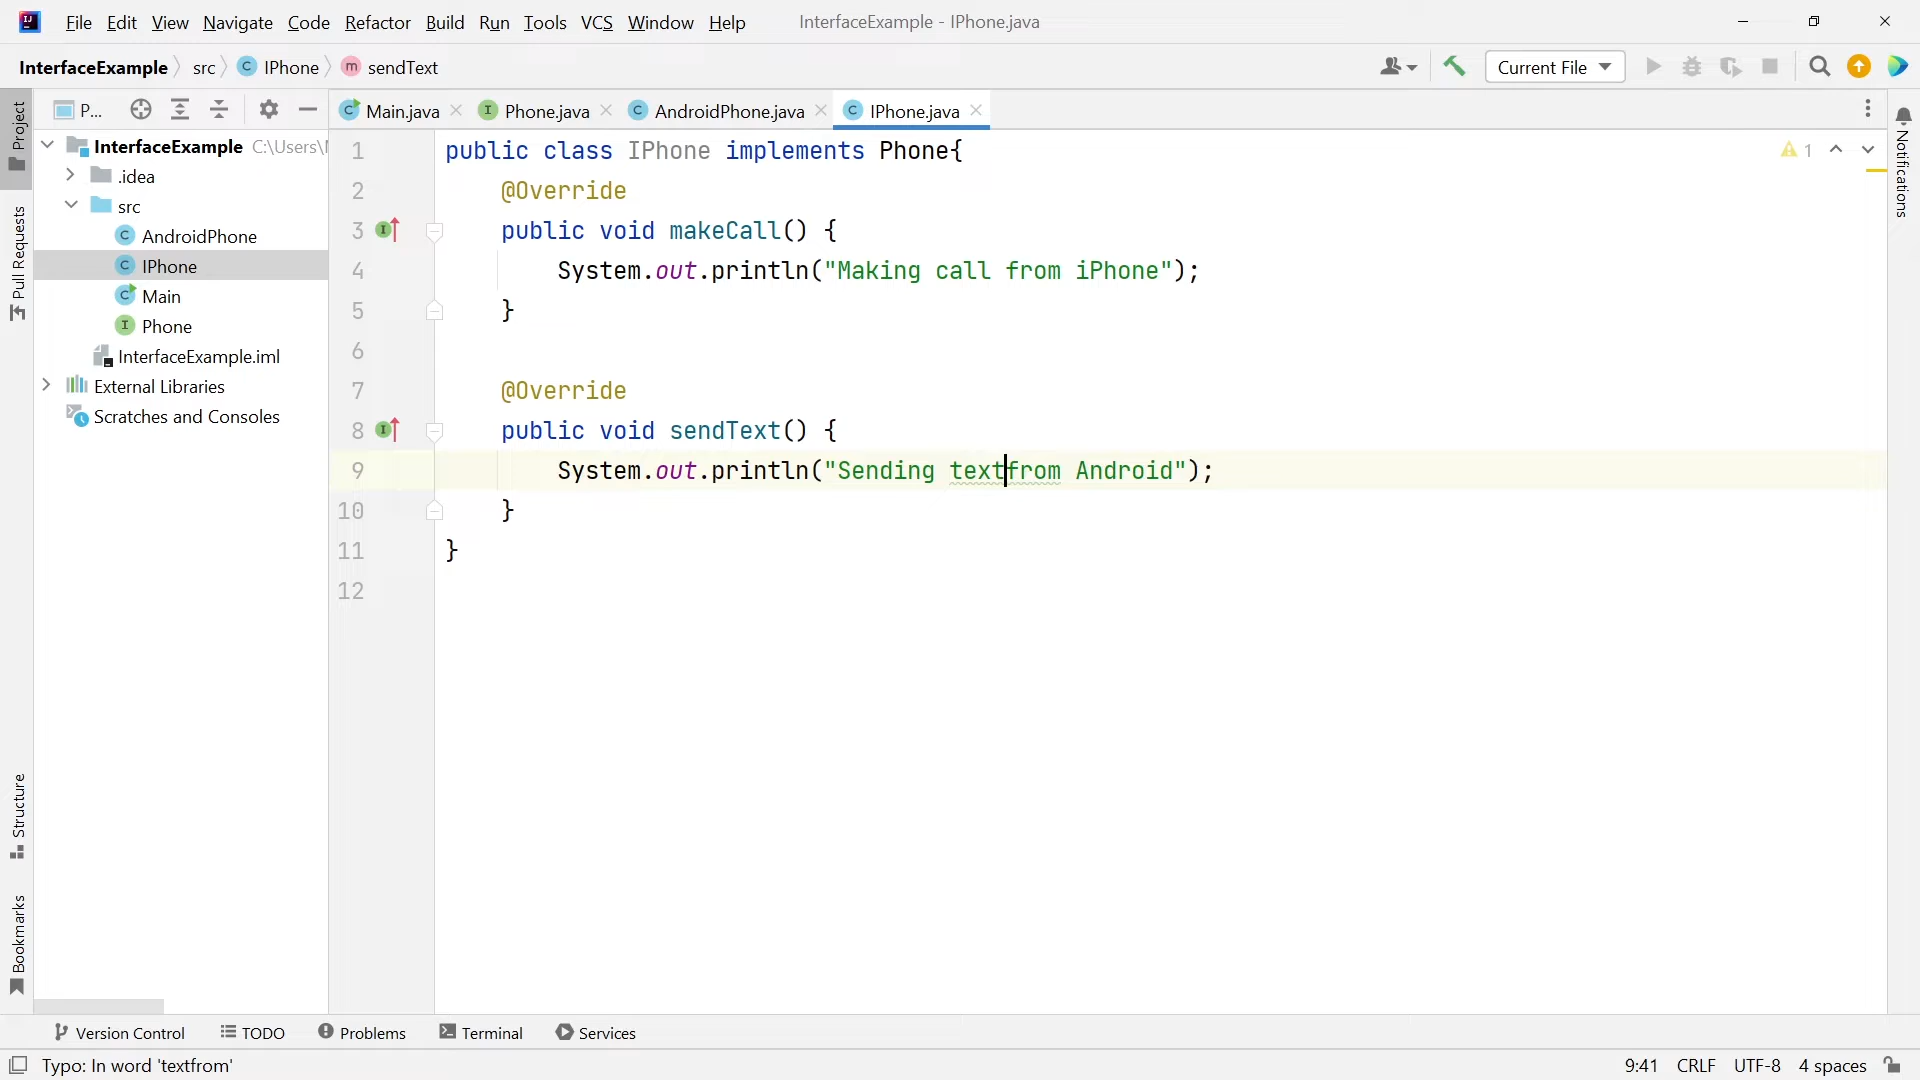 File Edit View Navigate Code Refactor Build Run Tools VCS Window Help InterfaceExample - IPhone.java
InterfaceExample src IPhone sendText Current File
P... Main.java Phone.java AndroidPhone.java IPhone.java
Project
Pull Requests
Structure
Bookmarks
Notifications
InterfaceExample C:\Users\
.idea
src
AndroidPhone
IPhone
Main
Phone
InterfaceExample.iml
External Libraries
Scratches and Consoles
1 public class IPhone implements Phone{
2 @Override
3 public void makeCall() {
4 System.out.println("Making call from iPhone");
5 }
6
7 @Override
8 public void sendText() {
9 System.out.println("Sending textfrom Android");
10 }
11 }
12
1
Version Control TODO Problems Terminal Services
Typo: In word 'textfrom' 9:41 CRLF UTF-8 4 spaces